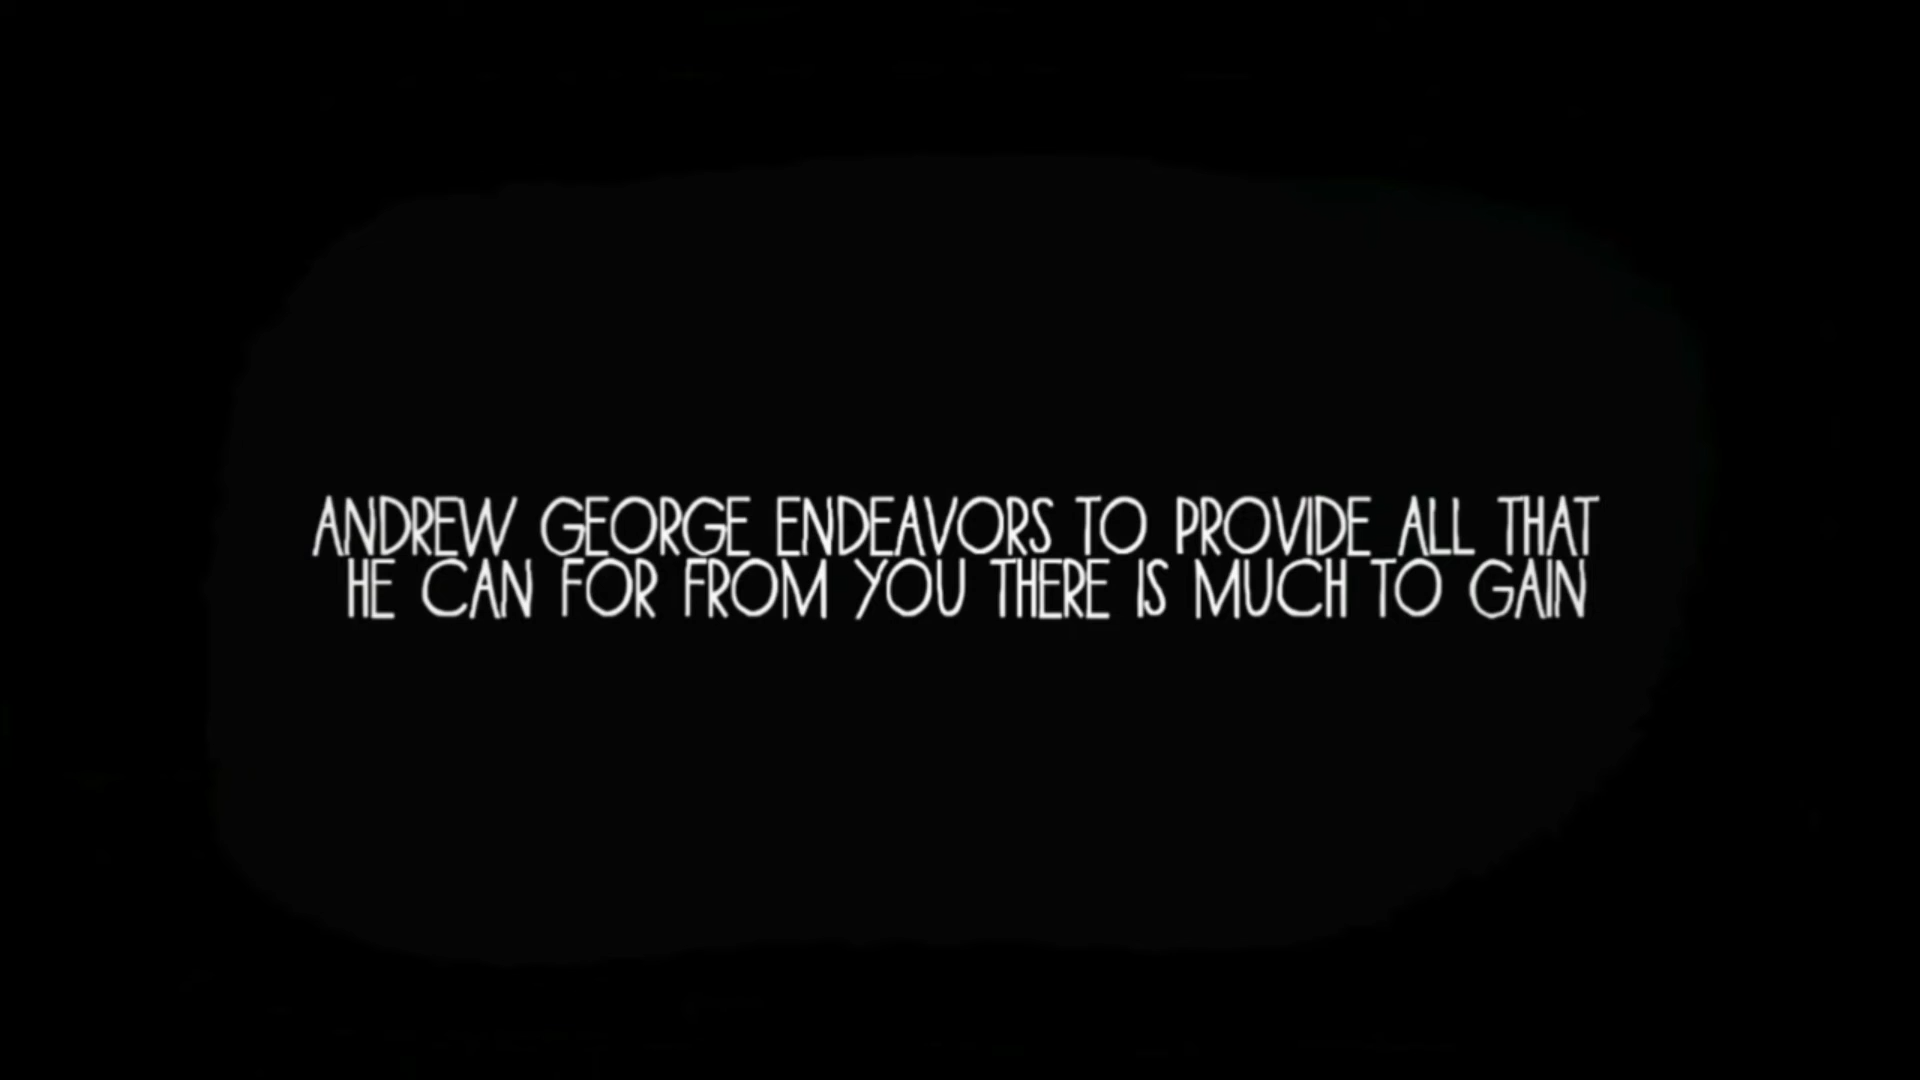 ANDREW GEORGE ENDEAVORS TO PROVIDE ALL THAT
HE CAN FOR FROM YOU THERE IS MUCH TO GAIN